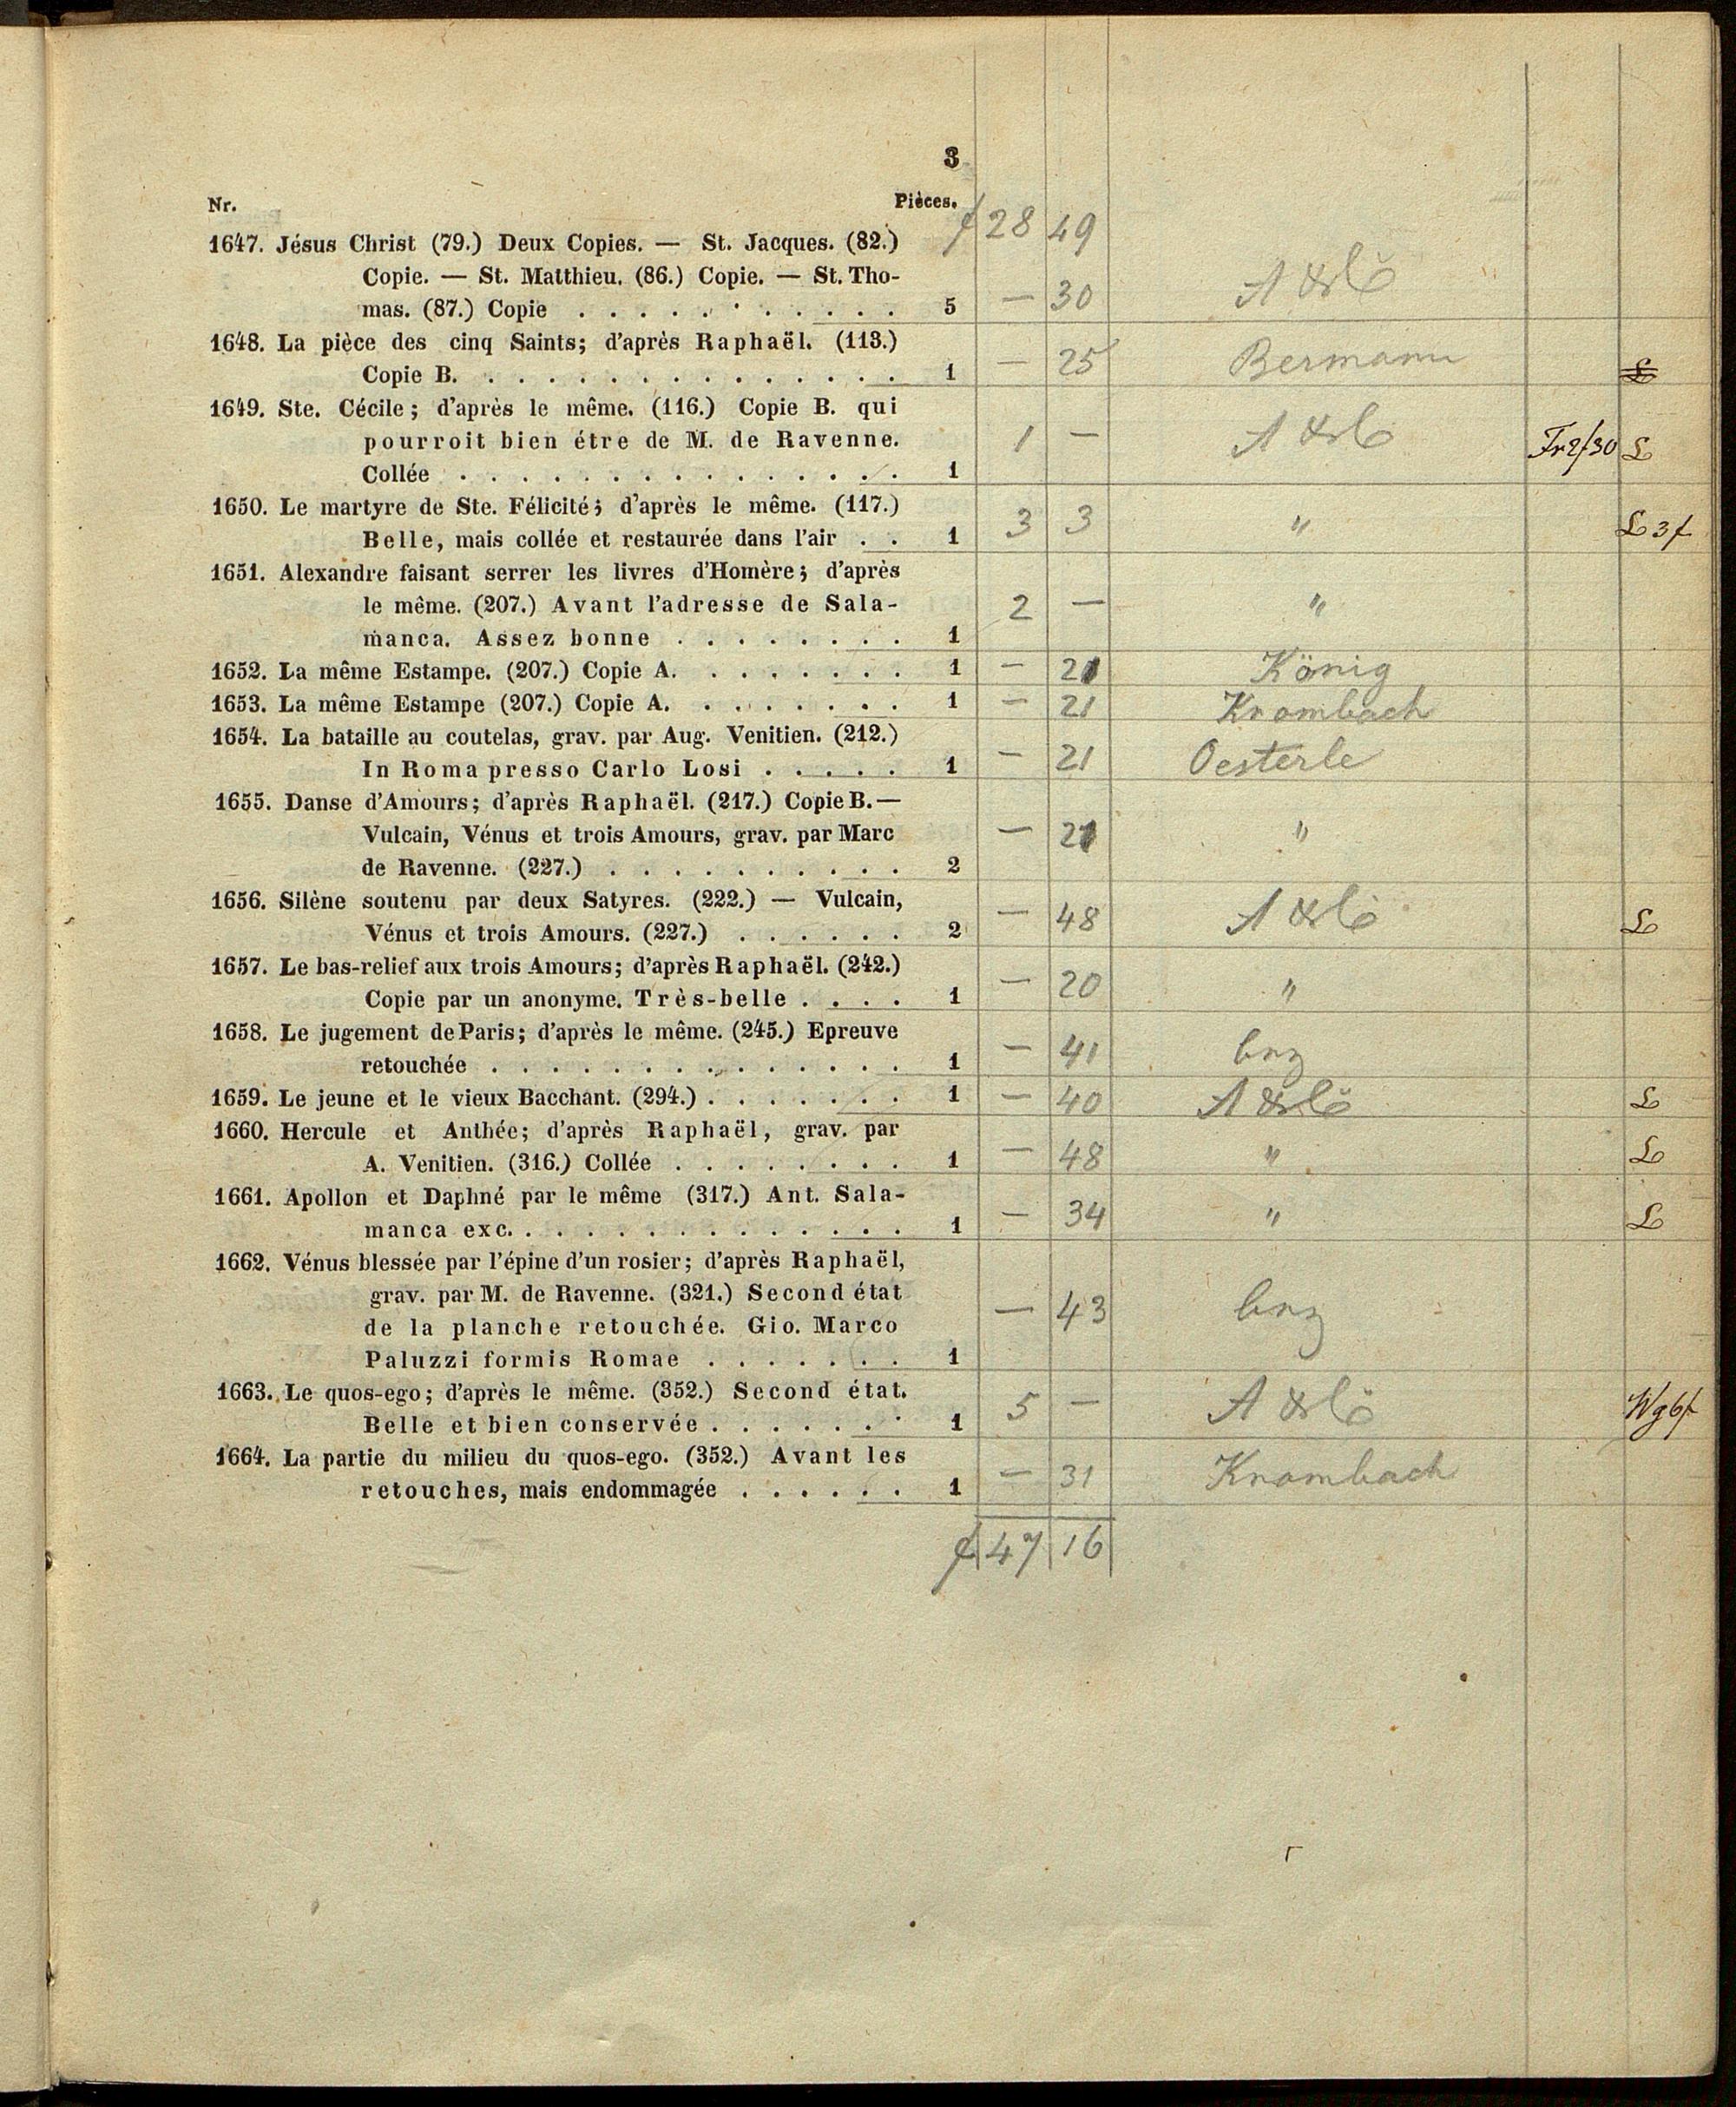 3
Nr. Pièces.
f 28 49
1647. Jésus Christ (79.) Deux Copies. — St. Jacques. (82.)
Copie. — St. Matthieu. (86.) Copie. — St. Tho-
mas. (87.) Copie . . . . . . . . . . . 5 — 30
1648. La pièce des cinq Saints; d'après Raphaël. (113.)
Copie B. . . . . . . . . . . . . . . . 1 — 25 Bermann
1649. Ste. Cécile; d'après le même. (116.) Copie B. qui
pourroit bien étre de M. de Ravenne. 1 — Fr 2f30
Collée . . . . . . . . . . . . . . . 1
1650. Le martyre de Ste. Félicité; d'après le même. (117.)
Belle, mais collée et restaurée dans l'air . . 1 3 3 " 3f
1651. Alexandre faisant serrer les livres d'Homère; d'après
le même. (207.) Avant l'adresse de Sala- 2 — "
manca. Assez bonne . . . . . . . . 1
1652. La même Estampe. (207.) Copie A. . . . . . . . 1 — 21 König
1653. La même Estampe (207.) Copie A. . . . . . . . 1 — 21 Krombach
1654. La bataille au coutelas, grav. par Aug. Venitien. (212.)
In Roma presso Carlo Losi . . . . . 1 — 21 Oesterle
1655. Danse d'Amours; d'après Raphaël. (217.) Copie B. —
Vulcain, Vénus et trois Amours, grav. par Marc — 21 "
de Ravenne. (227.) . . . . . . . . . . 2
1656. Silène soutenu par deux Satyres. (222.) — Vulcain,
Vénus et trois Amours. (227.) . . . . . . 2 — 48
1657. Le bas-relief aux trois Amours; d'après Raphaël. (242.)
Copie par un anonyme. Très-belle . . . . 1 — 20 "
1658. Le jugement de Paris; d'après le même. (245.) Epreuve
retouchée . . . . . . . . . . . . . . 1 — 41
1659. Le jeune et le vieux Bacchant. (294.) . . . . . . . 1 — 40
1660. Hercule et Anthée; d'après Raphaël, grav. par
A. Venitien. (316.) Collée . . . . . . . . 1 — 48 "
1661. Apollon et Daphné par le même (317.) Ant. Sala-
manca exc. . . . . . . . . . . . . . 1 — 34 "
1662. Vénus blessée par l'épine d'un rosier; d'après Raphaël,
grav. par M. de Ravenne. (321.) Second état — 43
de la planche retouchée. Gio. Marco
Paluzzi formis Romae . . . . . . . 1
1663. Le quos-ego; d'après le même. (352.) Second état.
Belle et bien conservée . . . . . . . 1 5 — Wg 6f
1664. La partie du milieu du quos-ego. (352.) Avant les
retouches, mais endommagée . . . . . . 1 — 31 Krombach
f 47 16